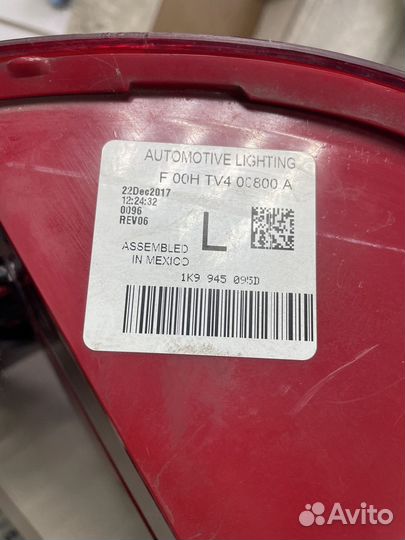 AUTOMOTIVE LIGHTING
F 00H TV4 00800 A
22Dec2017
12:24:32
0096
REV06
L
ASSEMBLED
IN MEXICO
1K9 945 095D
Avito